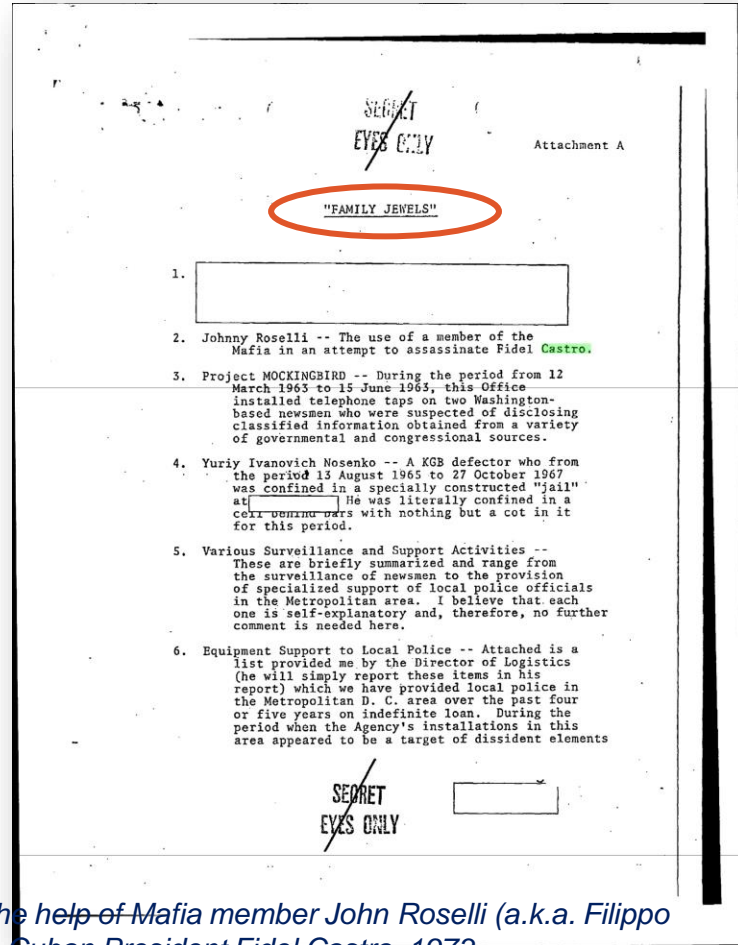 SECRET
EYES ONLY
Attachment A
"FAMILY JEWELS"
1.
2. Johnny Roselli -- The use of a member of the
Mafia in an attempt to assassinate Fidel Castro.
3. Project MOCKINGBIRD -- During the period from 12
March 1963 to 15 June 1963, this Office
installed telephone taps on two Washington-
based newsmen who were suspected of disclosing
classified information obtained from a variety
of governmental and congressional sources.
4. Yuriy Ivanovich Nosenko -- A KGB defector who from
the period 13 August 1965 to 27 October 1967
was confined in a specially constructed "jail"
at He was literally confined in a
cell behind bars with nothing but a cot in it
for this period.
5. Various Surveillance and Support Activities --
These are briefly summarized and range from
the surveillance of newsmen to the provision
of specialized support of local police officials
in the Metropolitan area. I believe that each
one is self-explanatory and, therefore, no further
comment is needed here.
6. Equipment Support to Local Police -- Attached is a
list provided me by the Director of Logistics
(he will simply report these items in his
report) which we have provided local police in
the Metropolitan D. C. area over the past four
or five years on indefinite loan. During the
period when the Agency's installations in this
area appeared to be a target of dissident elements
SECRET
EYES ONLY
he help of Mafia member John Roselli (a.k.a. Filippo
Cuban President Fidel Castro